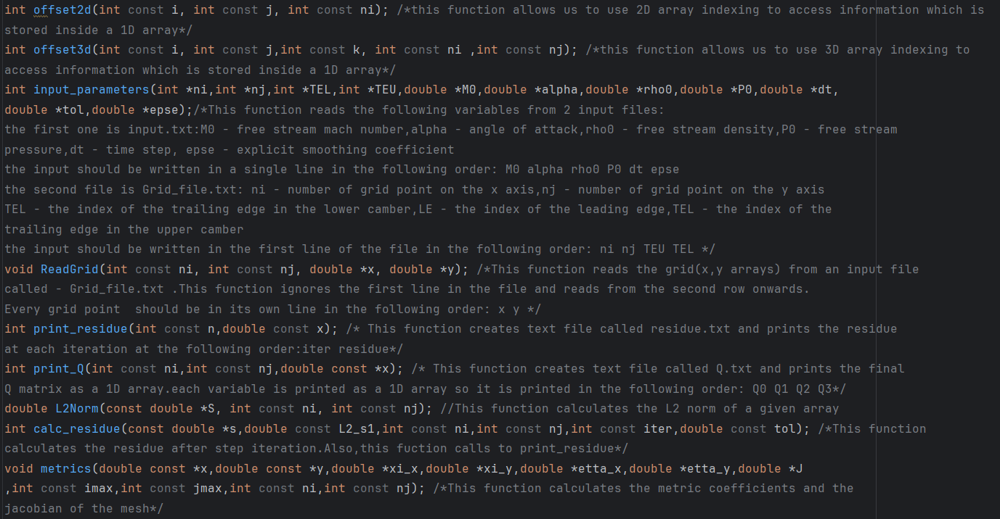 int offset2d(int const i, int const j, int const ni); /*this function allows us to use 2D array indexing to access information which is
stored inside a 1D array*/
int offset3d(int const i, int const j,int const k, int const ni ,int const nj); /*this function allows us to use 3D array indexing to
access information which is stored inside a 1D array*/
int input_parameters(int *ni,int *nj,int *TEL,int *TEU,double *M0,double *alpha,double *rho0,double *P0,double *dt,
double *tol,double *epse);/*This function reads the following variables from 2 input files:
the first one is input.txt:M0 - free stream mach number,alpha - angle of attack,rho0 - free stream density,P0 - free stream
pressure,dt - time step, epse - explicit smoothing coefficient
the input should be written in a single line in the following order: M0 alpha rho0 P0 dt epse
the second file is Grid_file.txt: ni - number of grid point on the x axis,nj - number of grid point on the y axis
TEL - the index of the trailing edge in the lower camber,LE - the index of the leading edge,TEL - the index of the
trailing edge in the upper camber
the input should be written in the first line of the file in the following order: ni nj TEU TEL */
void ReadGrid(int const ni, int const nj, double *x, double *y); /*This function reads the grid(x,y arrays) from an input file
called - Grid_file.txt .This function ignores the first line in the file and reads from the second row onwards.
Every grid point  should be in its own line in the following order: x y */
int print_residue(int const n,double const x); /* This function creates text file called residue.txt and prints the residue
at each iteration at the following order:iter residue*/
int print_Q(int const ni,int const nj,double const *x); /* This function creates text file called Q.txt and prints the final
Q matrix as a 1D array.each variable is printed as a 1D array so it is printed in the following order: Q0 Q1 Q2 Q3*/
double L2Norm(const double *S, int const ni, int const nj); //This function calculates the L2 norm of a given array
int calc_residue(const double *s,double const L2_s1,int const ni,int const nj,int const iter,double const tol); /*This function
calculates the residue after step iteration.Also,this fuction calls to print_residue*/
void metrics(double const *x,double const *y,double *xi_x,double *xi_y,double *etta_x,double *etta_y,double *J
,int const imax,int const jmax,int const ni,int const nj); /*This function calculates the metric coefficients and the
jacobian of the mesh*/